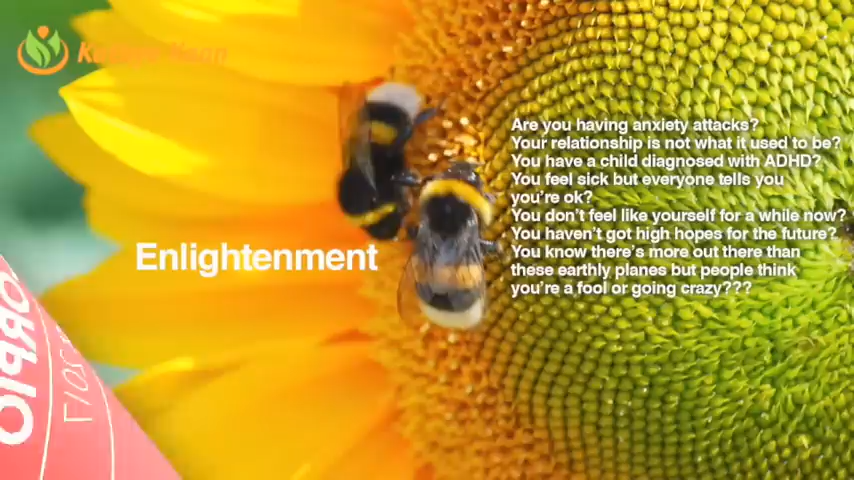 Enlightenment
Are you having anxiety attacks?
Your relationship is not what it used to be?
You have a child diagnosed with ADHD?
You feel sick but everyone tells you
you're ok?
You don't feel like yourself for a while now?
You haven't got high hopes for the future?
You know there's more out there than
these earthly planes but people think
you're a fool or going crazy???